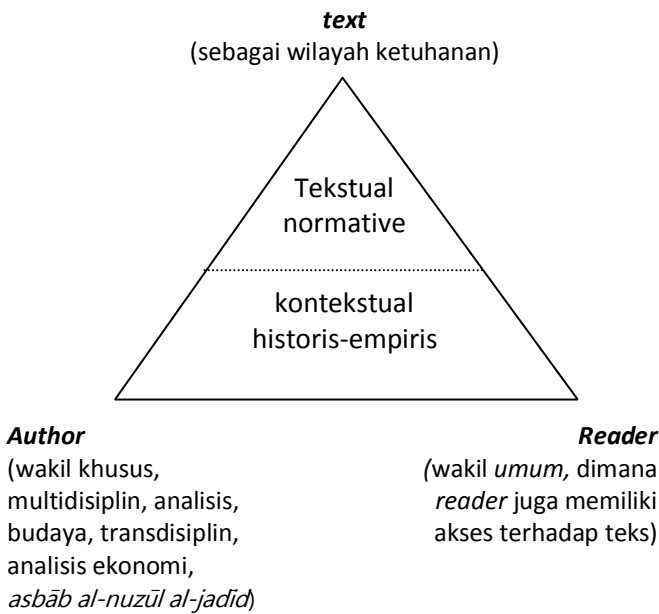 text
(sebagai wilayah ketuhanan)
Tekstual
normative
kontekstual
historis-empiris
Author
(wakil khusus,
multidisiplin, analisis,
budaya, transdisiplin,
analisis ekonomi,
asbāb al-nuzūl al-jadīd)
Reader
(wakil umum, dimana
reader juga memiliki
akses terhadap teks)